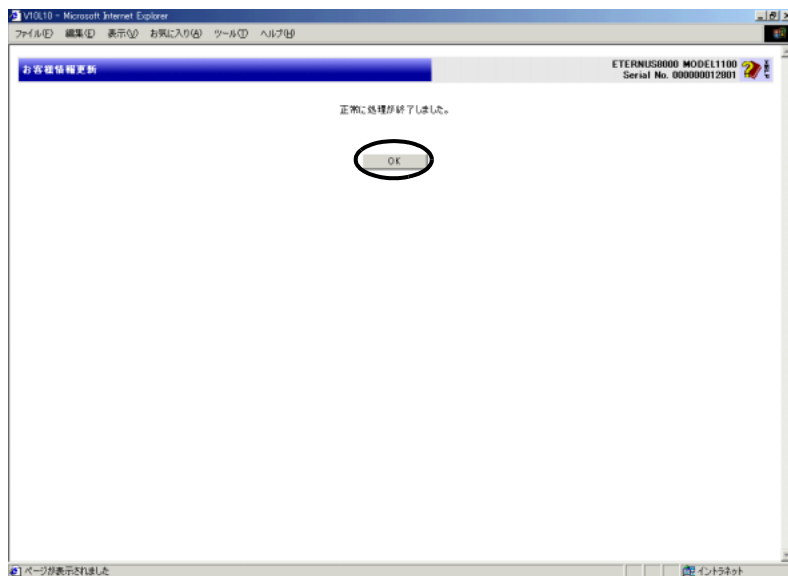 V10L10 - Microsoft Internet Explorer
ファイル(F) 編集(E) 表示(V) お気に入り(A) ツール(T) ヘルプ(H)
お客様情報更新
ETERNUS8000 MODEL1100
Serial No. 000000012001
正常に処理が終了しました。
OK
ページが表示されました
イントラネット